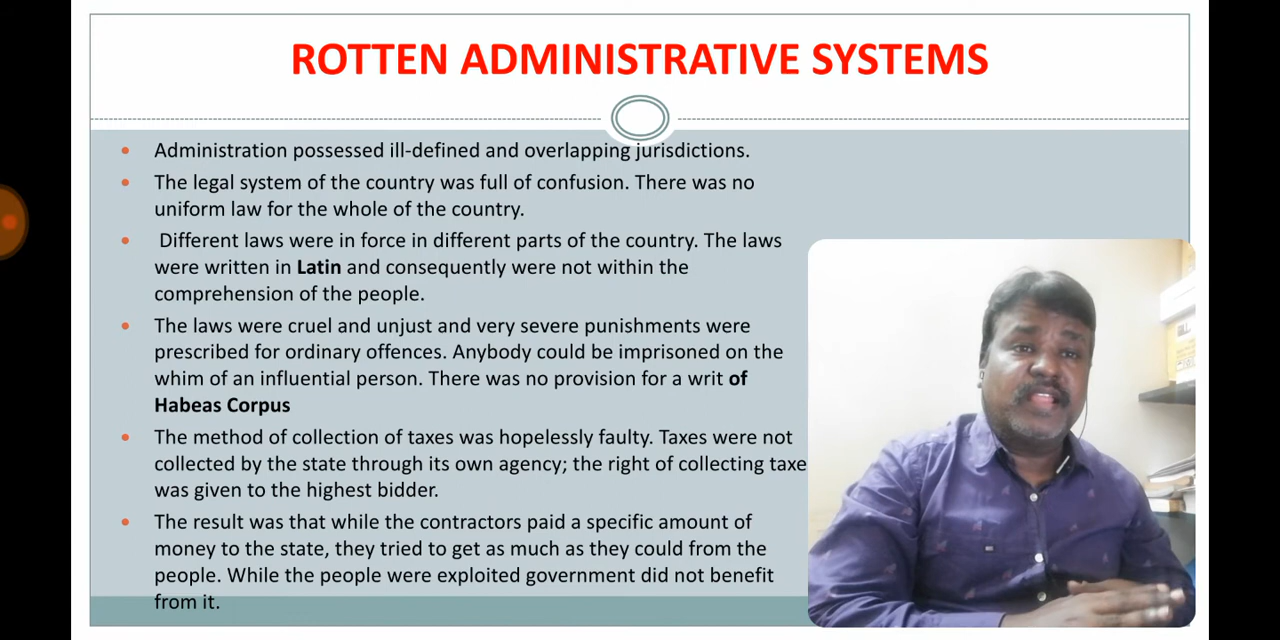 ROTTEN ADMINISTRATIVE SYSTEMS
Administration possessed ill-defined and overlapping jurisdictions.
The legal system of the country was full of confusion. There was no
uniform law for the whole of the country.
Different laws were in force in different parts of the country. The laws
were written in Latin and consequently were not within the
comprehension of the people.
The laws were cruel and unjust and very severe punishments were
prescribed for ordinary offences. Anybody could be imprisoned on the
whim of an influential person. There was no provision for a writ of
Habeas Corpus
The method of collection of taxes was hopelessly faulty. Taxes were not
collected by the state through its own agency; the right of collecting taxe
was given to the highest bidder.
The result was that while the contractors paid a specific amount of
money to the state, they tried to get as much as they could from the
people. While the people were exploited government did not benefit
from it.